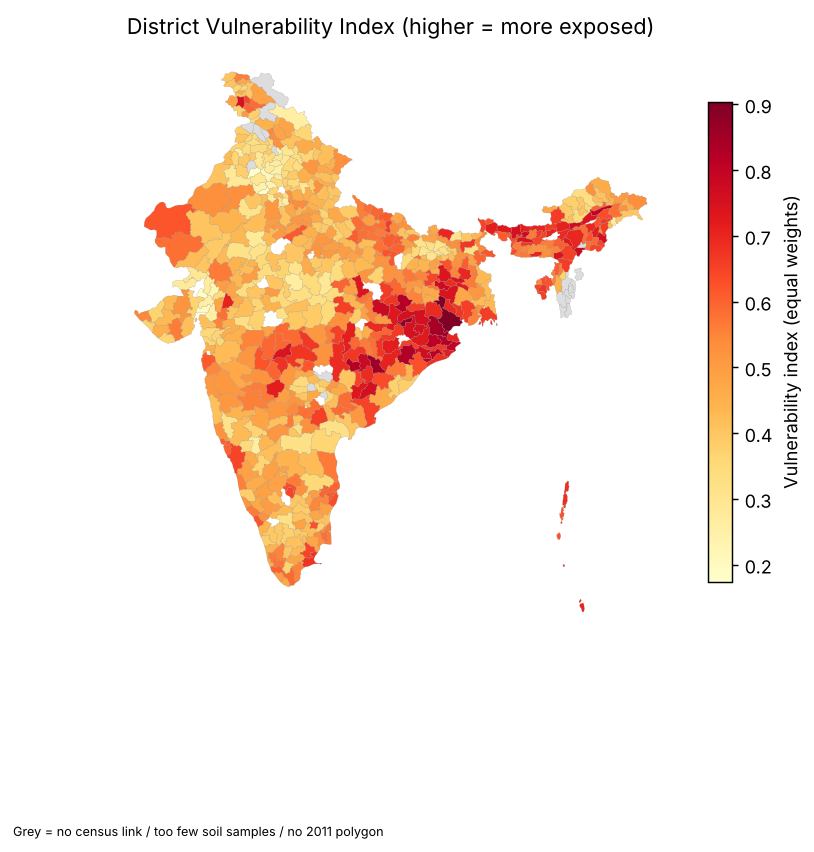 District Vulnerability Index (higher = more exposed)
0.9
0.8
0.7
0.6
0.5
0.4
0.3
0.2
Vulnerability index (equal weights)
Grey = no census link / too few soil samples / no 2011 polygon